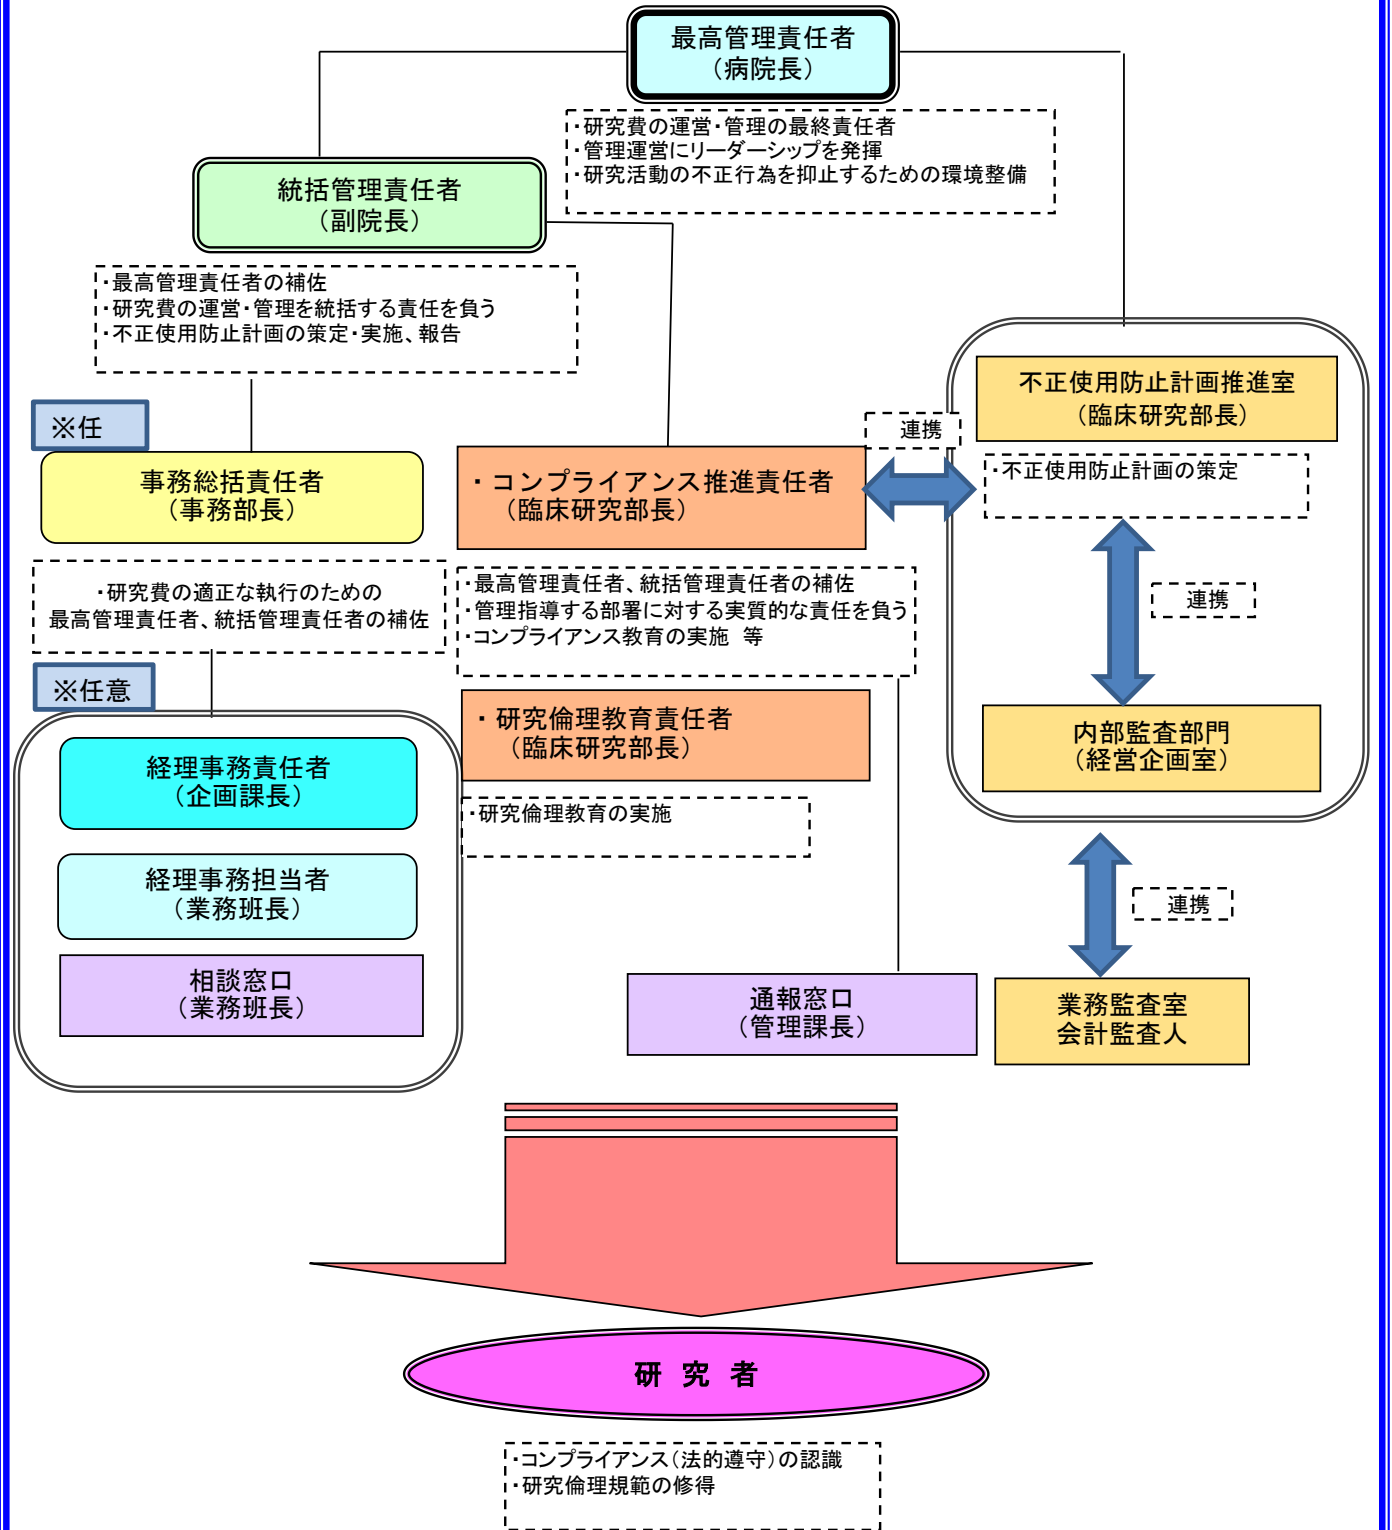 最高管理責任者
（病院長）
・研究費の運営・管理の最終責任者
・管理運営にリーダーシップを発揮
・研究活動の不正行為を抑止するための環境整備
統括管理責任者
（副院長）
・最高管理責任者の補佐
・研究費の運営・管理を統括する責任を負う
・不正使用防止計画の策定・実施、報告
不正使用防止計画推進室
（臨床研究部長）
・不正使用防止計画の策定
連携
※任
事務総括責任者
（事務部長）
・コンプライアンス推進責任者
（臨床研究部長）
・研究費の適正な執行のための
最高管理責任者、統括管理責任者の補佐
・最高管理責任者、統括管理責任者の補佐
・管理指導する部署に対する実質的な責任を負う
・コンプライアンス教育の実施　等
連携
※任意
・研究倫理教育責任者
（臨床研究部長）
・研究倫理教育の実施
内部監査部門
（経営企画室）
経理事務責任者
（企画課長）
経理事務担当者
（業務班長）
連携
相談窓口
（業務班長）
通報窓口
（管理課長）
業務監査室
会計監査人
研 究 者
・コンプライアンス（法的遵守）の認識
・研究倫理規範の修得